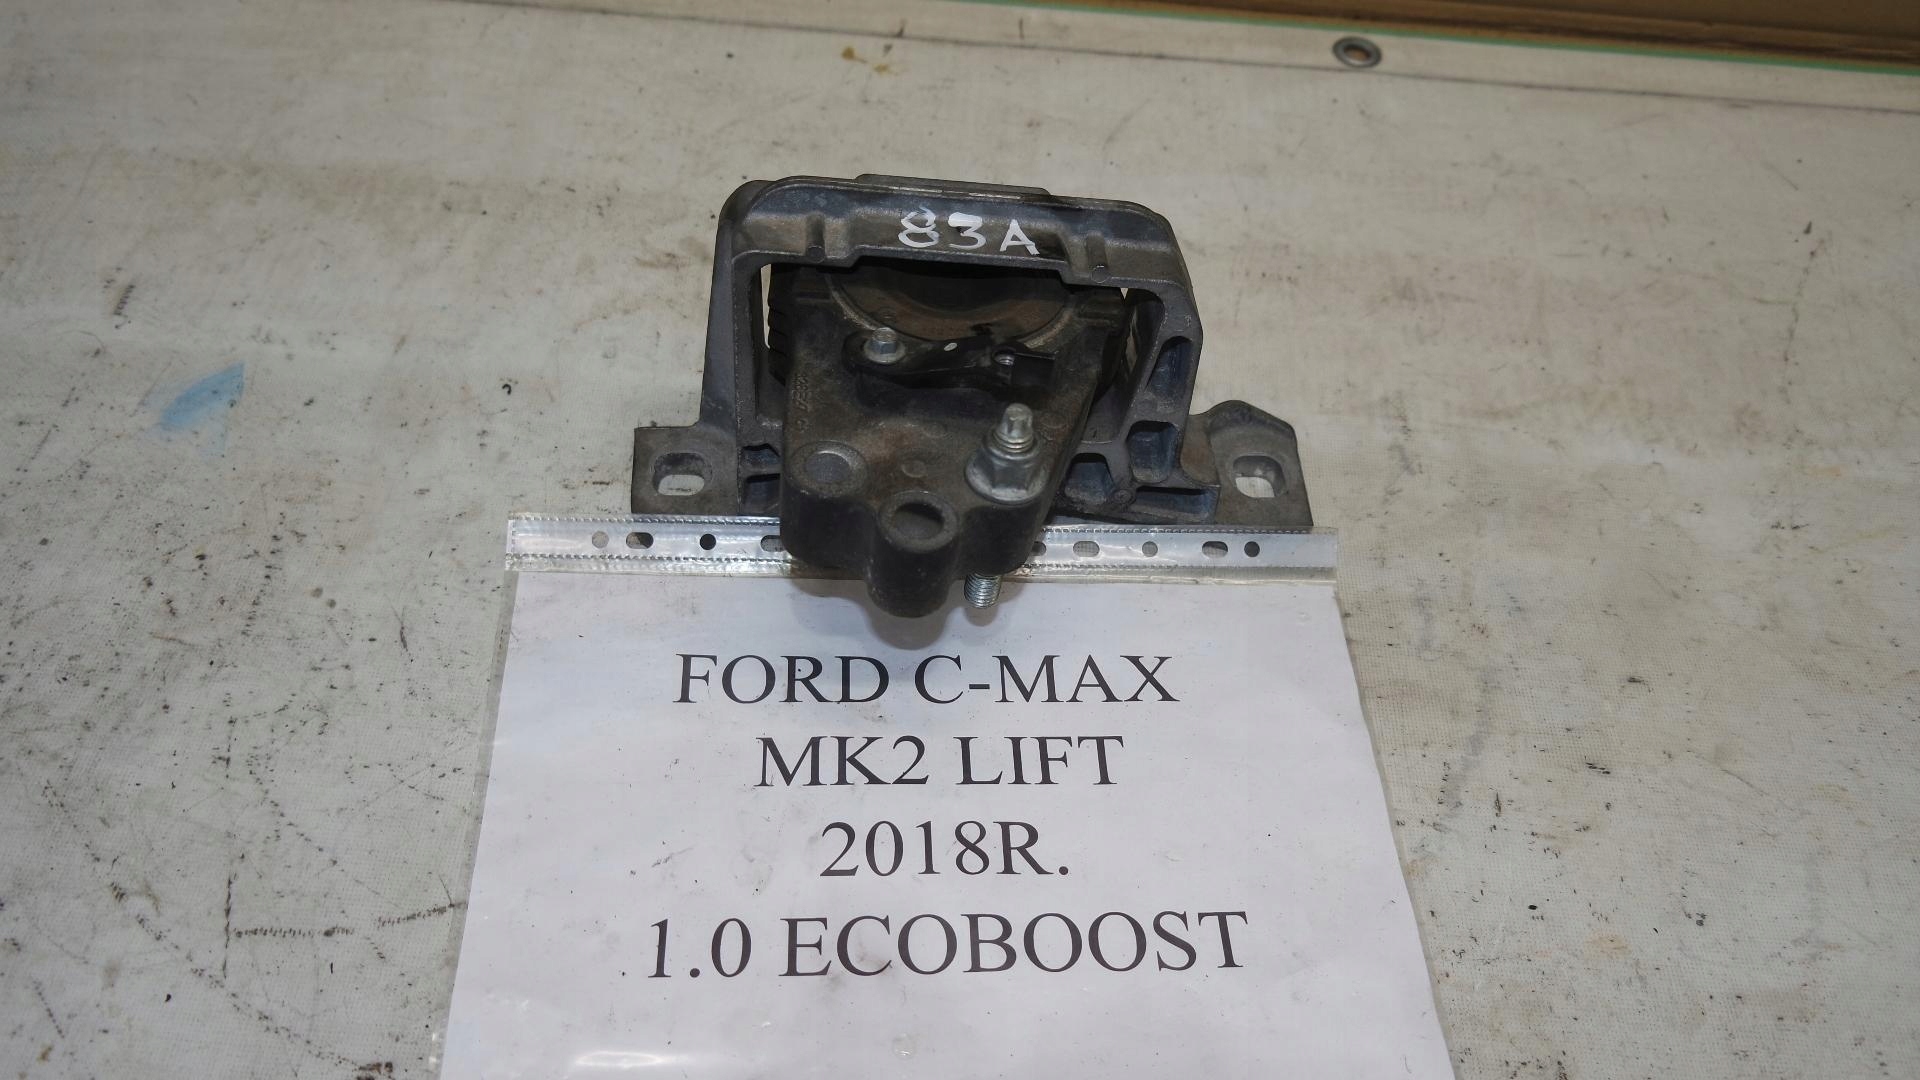 83A
FORD C-MAX
MK2 LIFT
2018R.
1.0 ECOBOOST